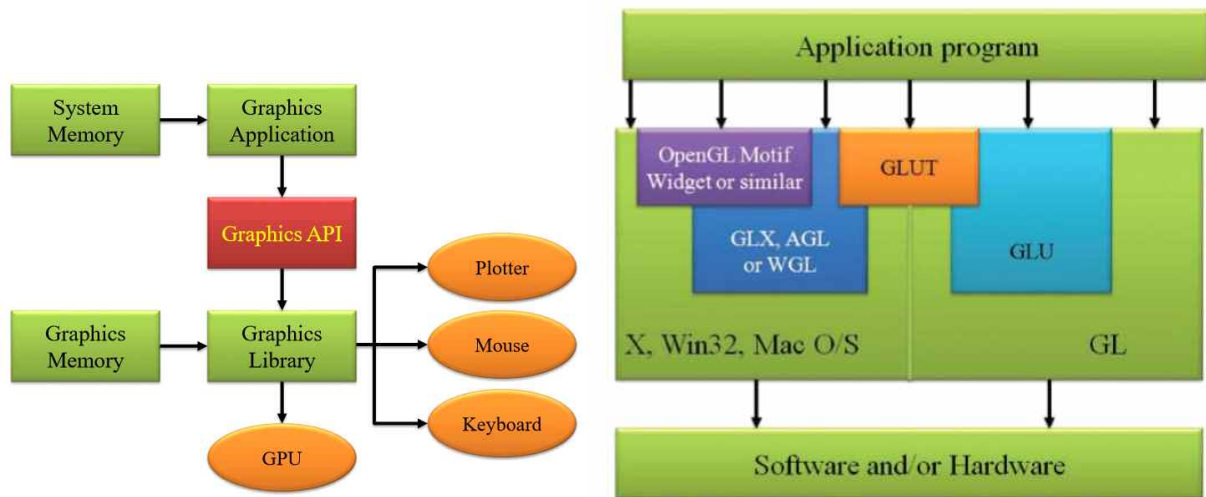 System
Memory
Graphics
Application
Graphics API
Graphics
Memory
Graphics
Library
Plotter
Mouse
Keyboard
GPU
Application program
OpenGL Motif
Widget or similar
GLUT
GLX, AGL
or WGL
GLU
X, Win32, Mac O/S
GL
Software and/or Hardware